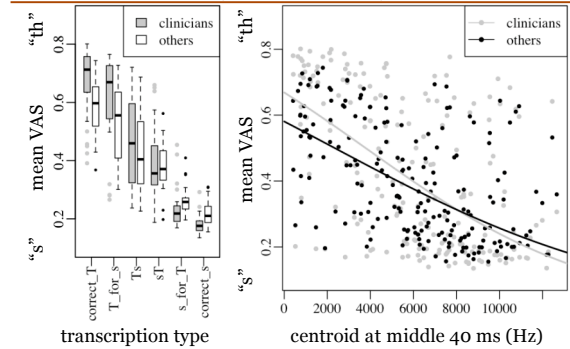 “th”
mean VAS
“s”
0.8
0.6
0.4
0.2
clinicians
others
correct_T
T_for_s
Ts
sT
s_for_T
correct_s
transcription type
“th”
mean VAS
“s”
0.8
0.6
0.4
0.2
clinicians
others
0 2000 4000 6000 8000 10000
centroid at middle 40 ms (Hz)